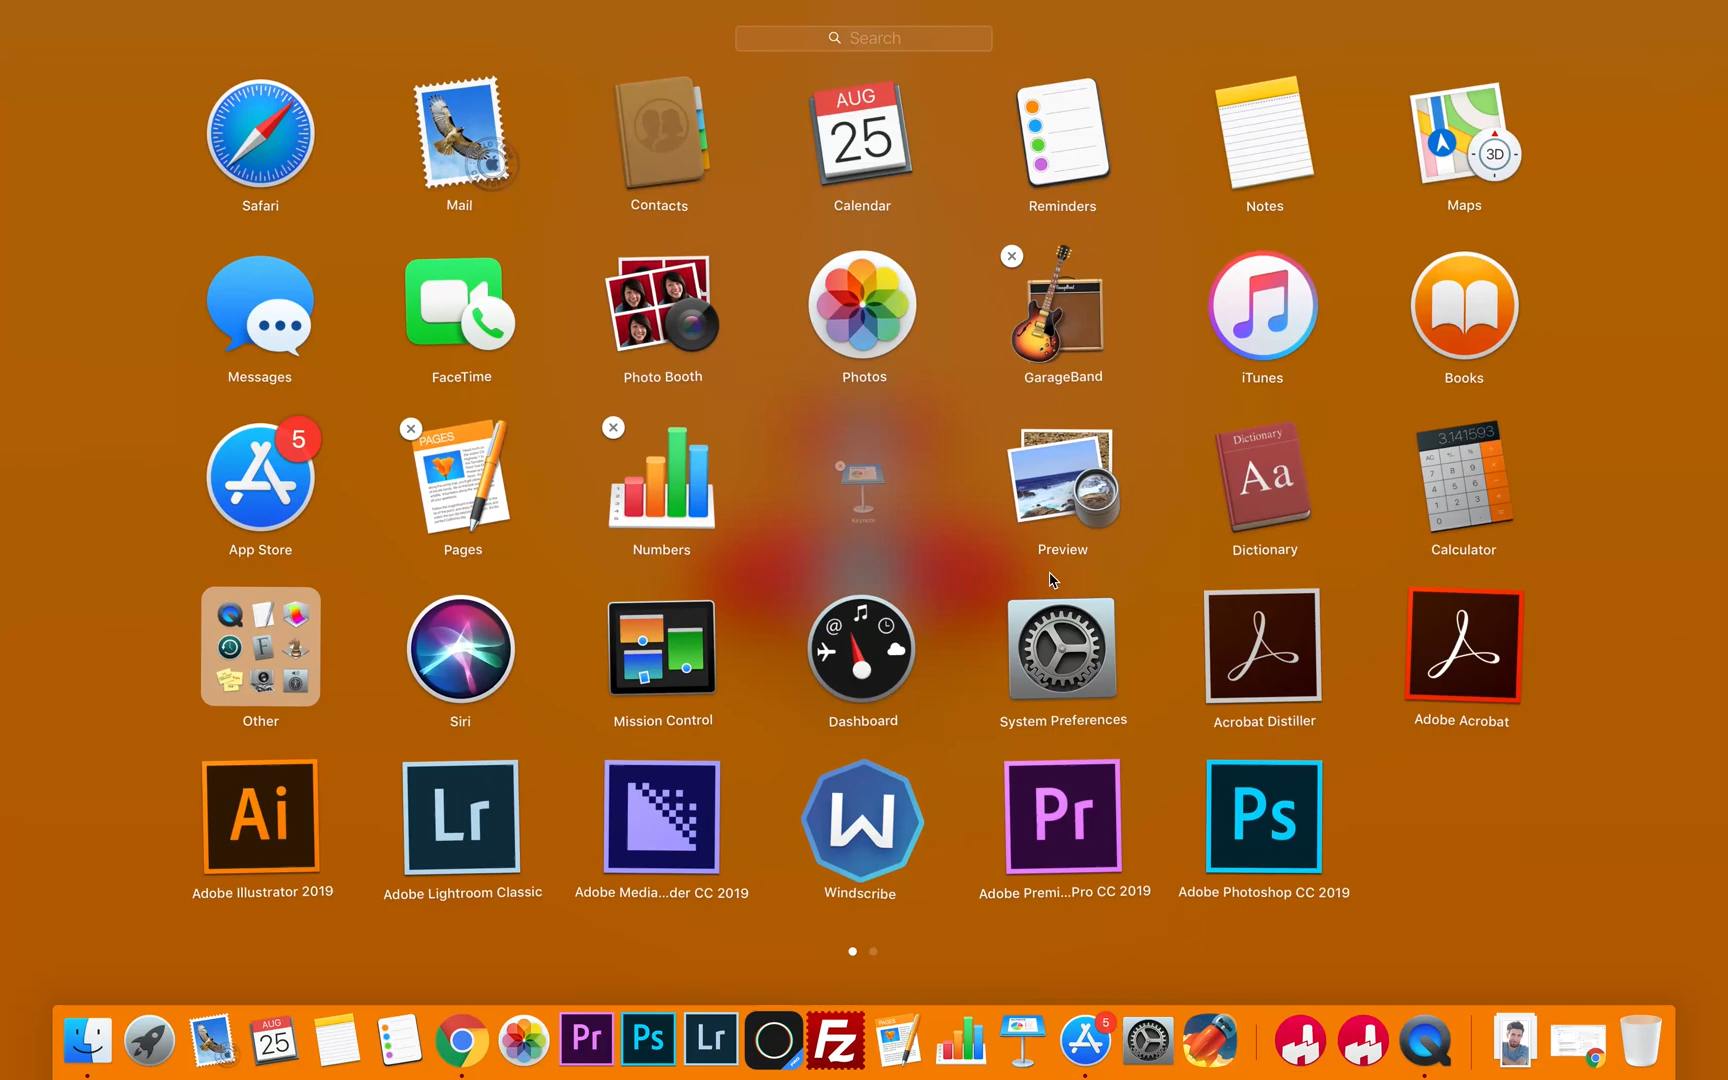 Search
AUG
25
3D
Safari
Mail
Contacts
Calendar
Reminders
Notes
Maps
Messages
FaceTime
Photo Booth
Photos
GarageBand
iTunes
Books
5
PAGES
Dictionary
Aa
3.141593
Keynote
App Store
Pages
Numbers
Preview
Dictionary
Calculator
@
F
Other
Siri
Mission Control
Dashboard
System Preferences
Acrobat Distiller
Adobe Acrobat
Ai
Lr
W
Pr
Ps
Adobe Illustrator 2019
Adobe Lightroom Classic
Adobe Media...der CC 2019
Windscribe
Adobe Premi...Pro CC 2019
Adobe Photoshop CC 2019
AUG
25
Pr
Ps
Lr
Fz
PAGES
5